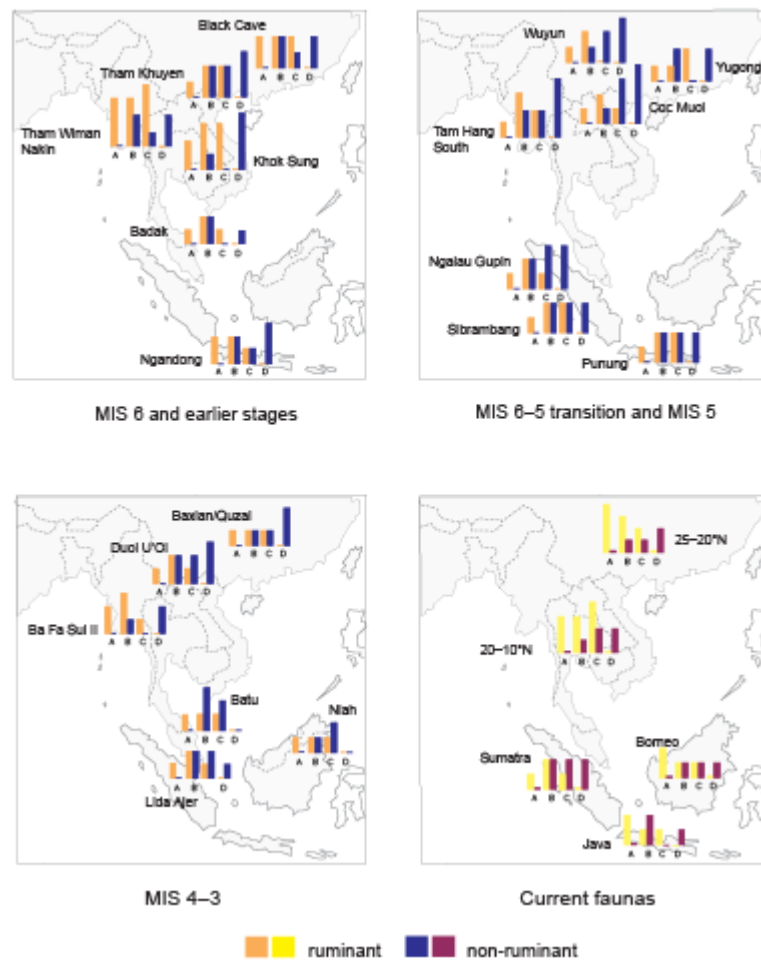 Black Cave
Tham Khuyen
A B C D
A B C D
Tham Wiman
Nakin
A B C D
Khok Sung
A B C D
Badak
A B C D
Ngandong
A B C D
MIS 6 and earlier stages
Wuyun
A B C D
Yugong
A B C D
Coc Muoi
A B C D
Tam Hang
South
A B C D
Ngalau Gupin
A B C D
Sibrambang
A B C D
Punung
A B C D
MIS 6–5 transition and MIS 5
Baxian/Quzai
A B C D
Duoi U'Oi
A B C D
Ba Fa Sui II
A B C D
Batu
A B C D
Niah
A B C D
Lida Ajer
A B C D
MIS 4–3
25–20°N
A B C D
20–10°N
A B C D
Sumatra
A B C D
Borneo
A B C D
Java
A B C D
Current faunas
ruminant non-ruminant